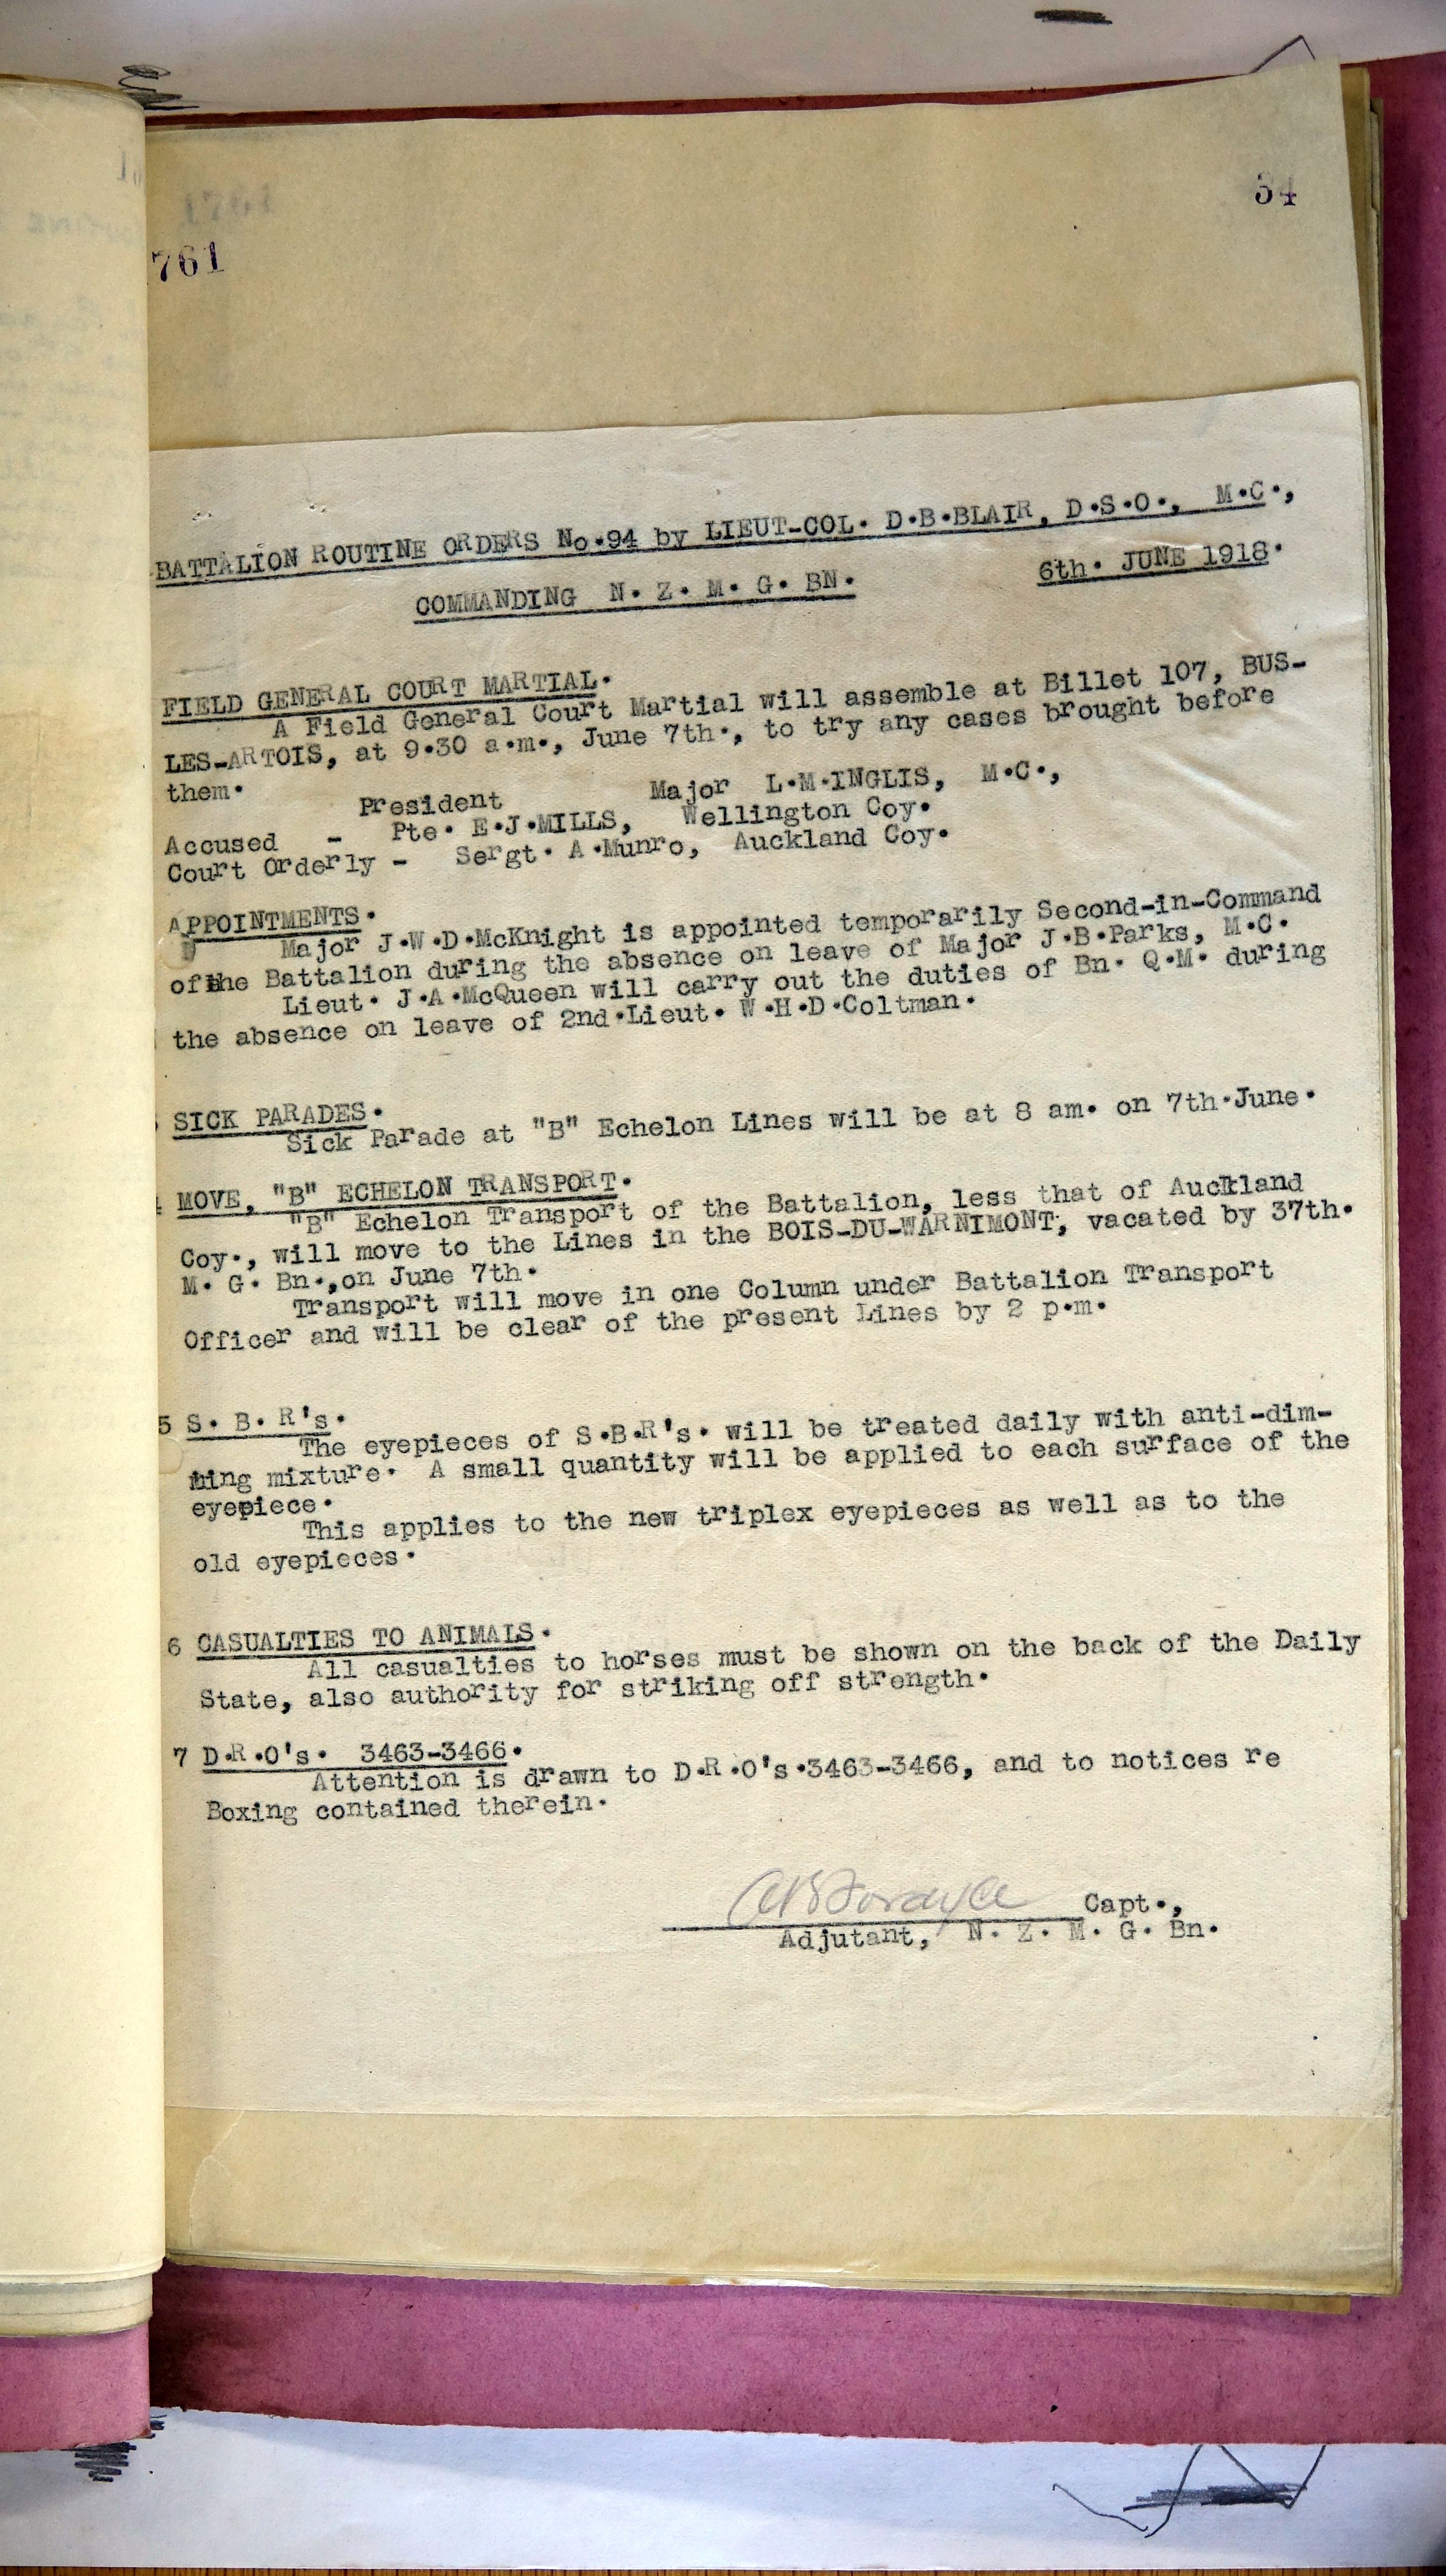 34
761
BATTALION ROUTINE ORDERS No.94 by LIEUT-COL. D.B.BLAIR, D.S.O., M.C.,
COMMANDING N. Z. M. G. BN. 6th. JUNE 1918.
FIELD GENERAL COURT MARTIAL.
A Field General Court Martial will assemble at Billet 107, BUS-
LES-ARTOIS, at 9.30 a.m., June 7th., to try any cases brought before
them.
President Major L.M.INGLIS, M.C.,
Accused - Pte. E.J.MILLS, Wellington Coy.
Court Orderly - Sergt. A.Munro, Auckland Coy.
APPOINTMENTS.
Major J.W.D.McKnight is appointed temporarily Second-in-Command
of the Battalion during the absence on leave of Major J.B.Parks, M.C.
Lieut. J.A.McQueen will carry out the duties of Bn. Q.M. during
the absence on leave of 2nd.Lieut. W.H.D.Coltman.
SICK PARADES.
Sick Parade at "B" Echelon Lines will be at 8 am. on 7th.June.
4 MOVE, "B" ECHELON TRANSPORT.
"B" Echelon Transport of the Battalion, less that of Auckland
Coy., will move to the Lines in the BOIS-DU-WARNIMONT, vacated by 37th.
M. G. Bn.,on June 7th.
Transport will move in one Column under Battalion Transport
Officer and will be clear of the present Lines by 2 p.m.
5 S. B. R's.
The eyepieces of S.B.R's. will be treated daily with anti-dim-
ming mixture. A small quantity will be applied to each surface of the
eyepiece.
This applies to the new triplex eyepieces as well as to the
old eyepieces.
6 CASUALTIES TO ANIMALS.
All casualties to horses must be shown on the back of the Daily
State, also authority for striking off strength.
7 D.R.O's. 3463-3466.
Attention is drawn to D.R.O's.3463-3466, and to notices re
Boxing contained therein.
Capt.,
Adjutant, N. Z. M. G. Bn.